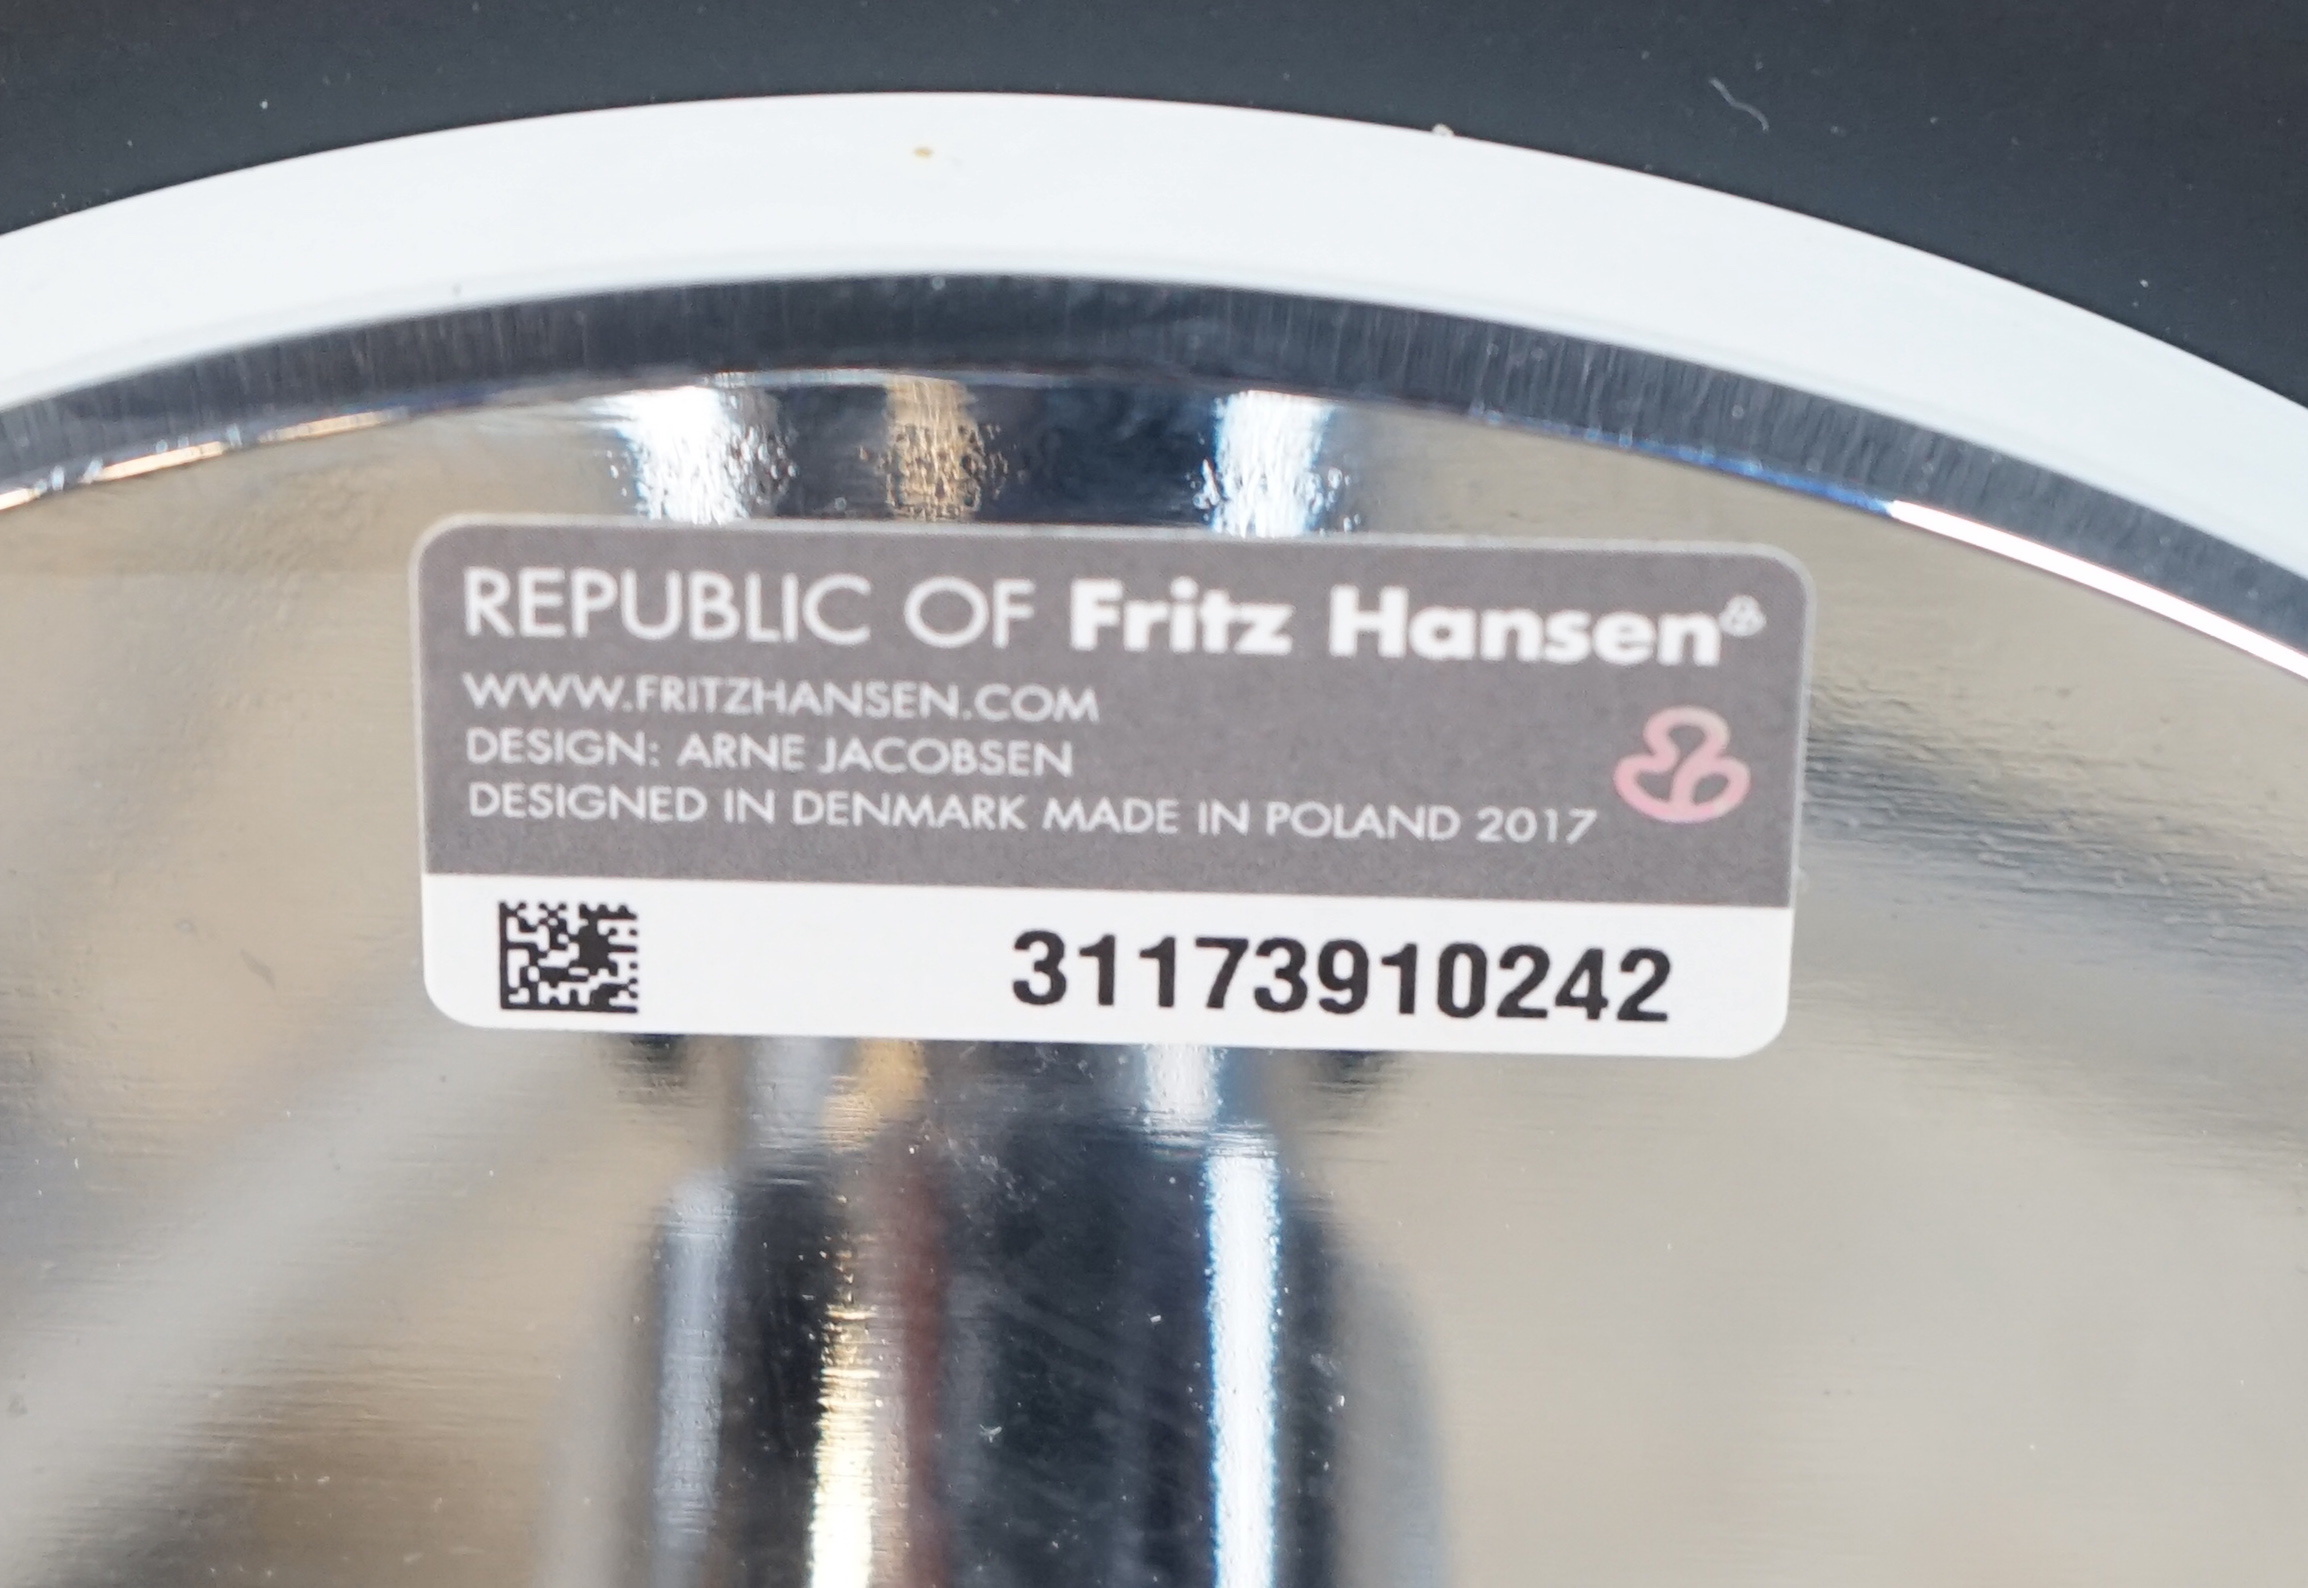 REPUBLIC OF Fritz Hansen®
WWW.FRITZHANSEN.COM
DESIGN: ARNE JACOBSEN
DESIGNED IN DENMARK MADE IN POLAND 2017
31173910242